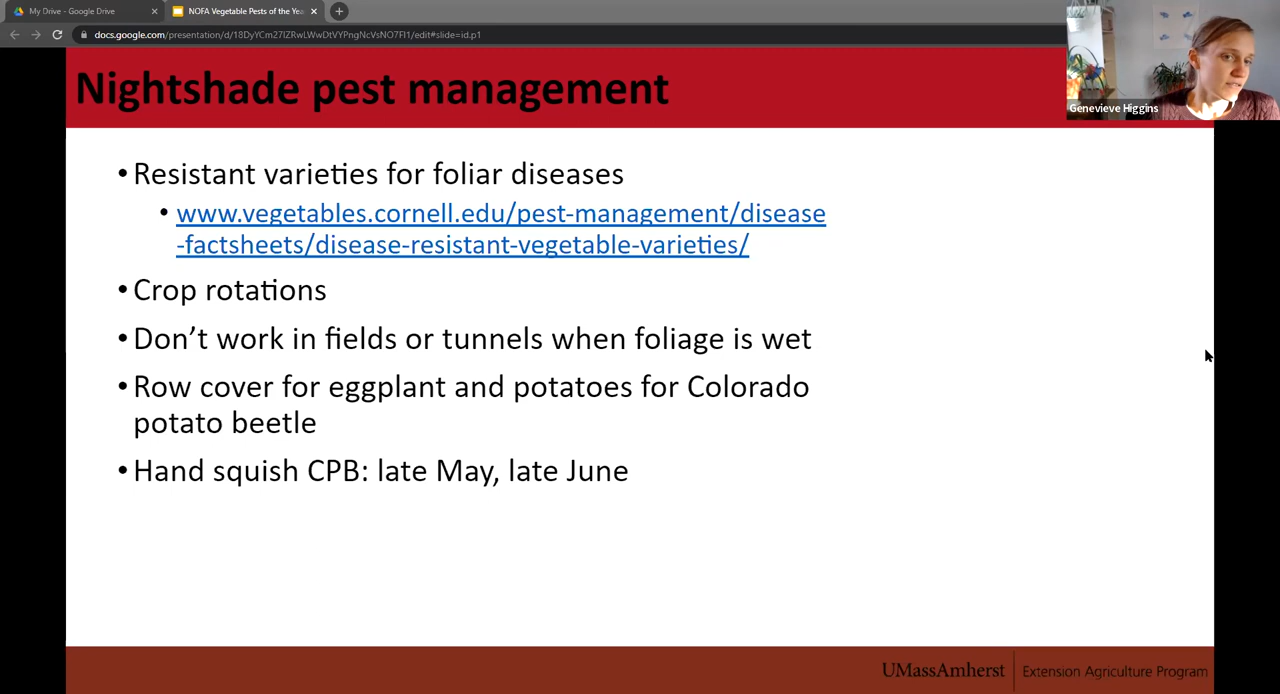 My Drive - Google Drive
NOFA Vegetable Pests of the Yea
docs.google.com/presentation/d/18DyYCm27lZRwLWwDtVYPngNcVsNO7Fl1/edit#slide=id.p1
Genevieve Higgins
Nightshade pest management
• Resistant varieties for foliar diseases
• www.vegetables.cornell.edu/pest-management/disease
-factsheets/disease-resistant-vegetable-varieties/
• Crop rotations
• Don’t work in fields or tunnels when foliage is wet
• Row cover for eggplant and potatoes for Colorado
potato beetle
• Hand squish CPB: late May, late June
UMassAmherst
Extension Agriculture Program